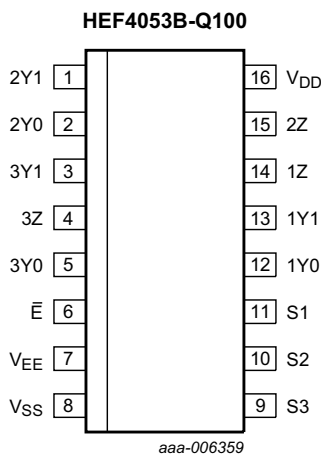 HEF4053B-Q100
2Y1 1 16 VDD
2Y0 2 15 2Z
3Y1 3 14 1Z
3Z 4 13 1Y1
3Y0 5 12 1Y0
E̅ 6 11 S1
VEE 7 10 S2
VSS 8 9 S3
aaa-006359